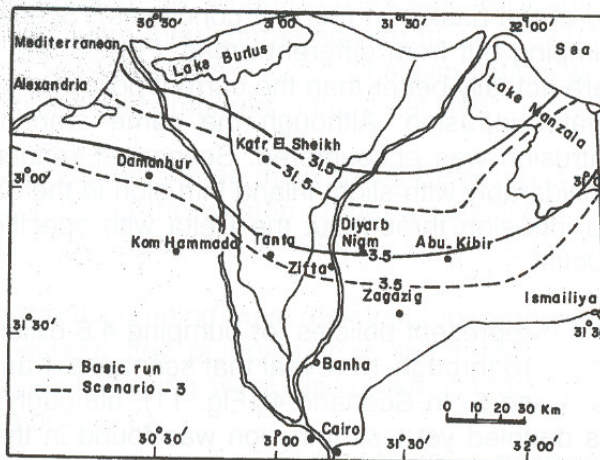 30° 30'
31 00
31° 30'
32° 00'
Mediterranean
Lake Burlus
Sea
Alexandria
Lake Manzala
Kafr El Sheikh
31.5
31.5
Damanhur
31° 00'
Diyarb
Nigm
Abu Kibir
Kom Hammada
Tanta
3.5
Zifta
3.5
Zagazig
Ismailiya
31° 30'
Banha
Basic run
Scenario - 3
0 10 20 30 Km
Cairo
30° 30'
31° 00'
31° 30'
32° 00'